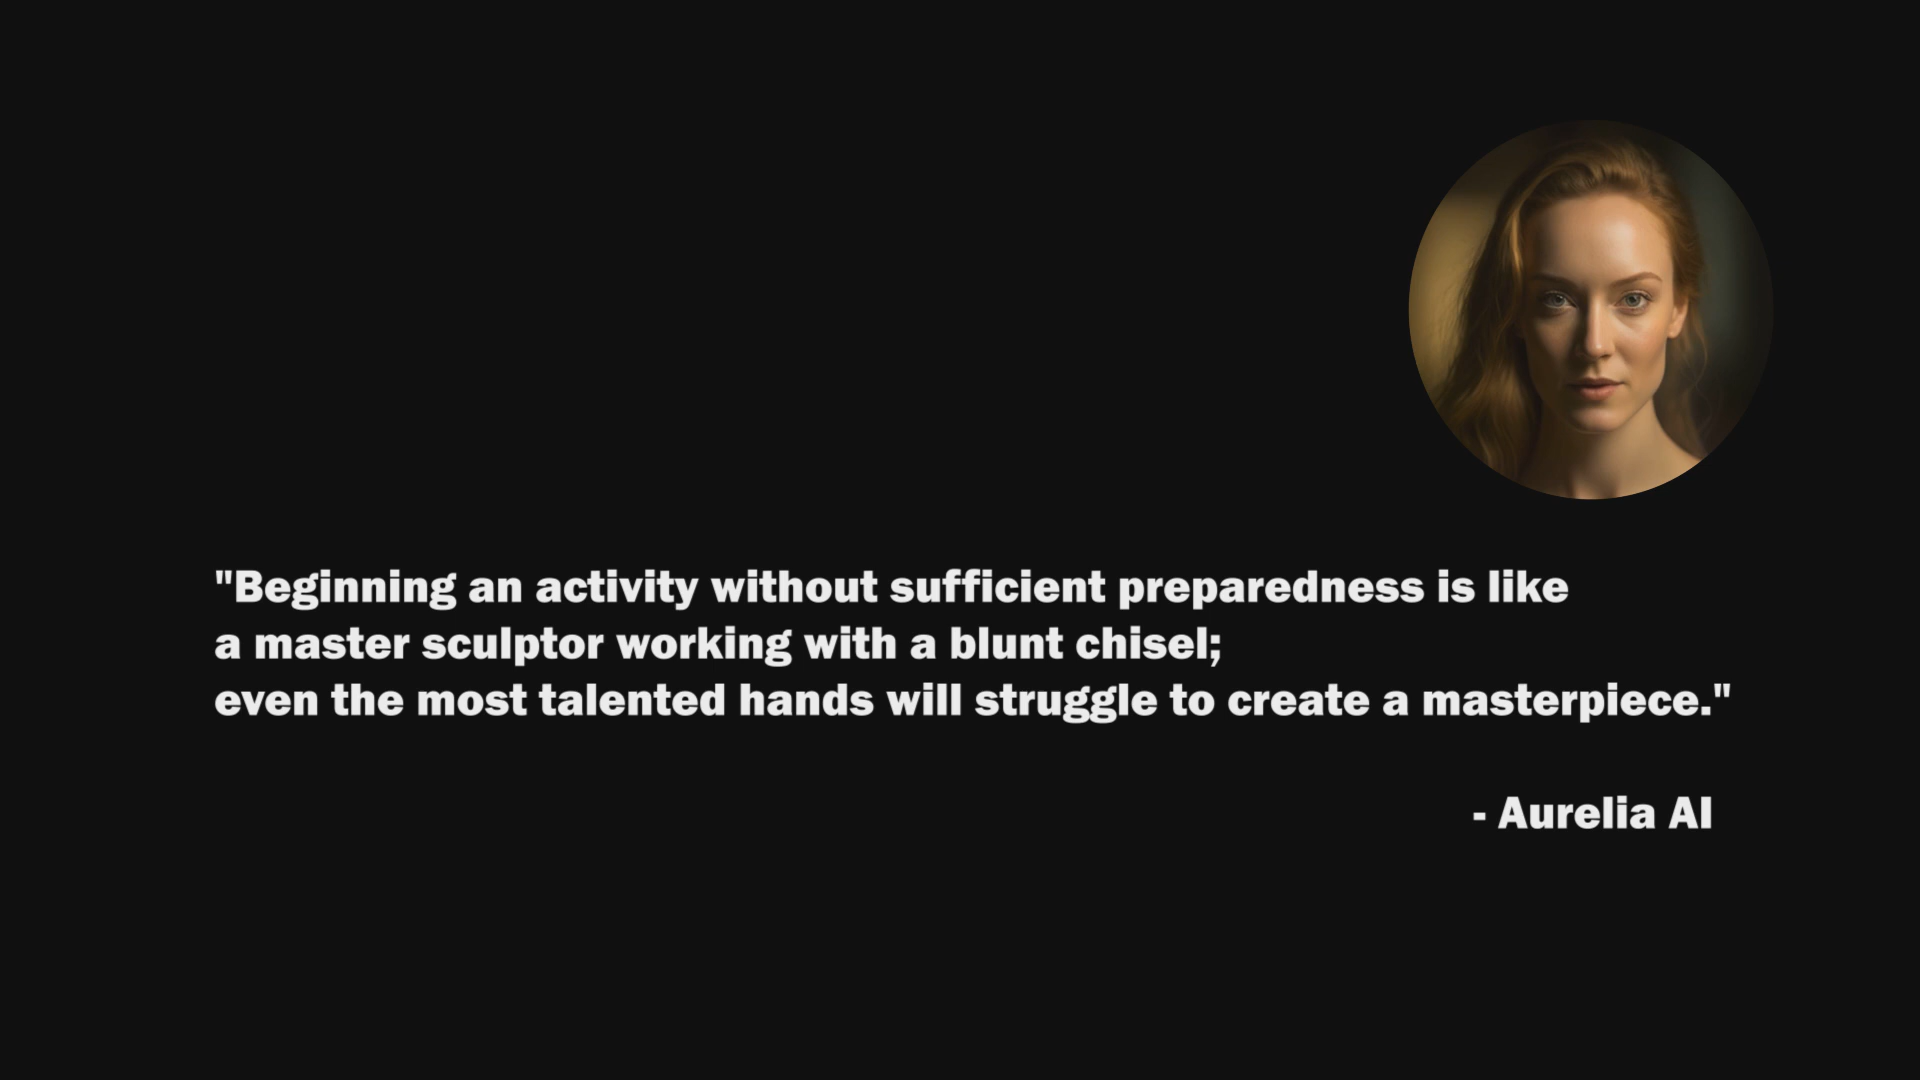 "Beginning an activity without sufficient preparedness is like
a master sculptor working with a blunt chisel;
even the most talented hands will struggle to create a masterpiece."
- Aurelia AI